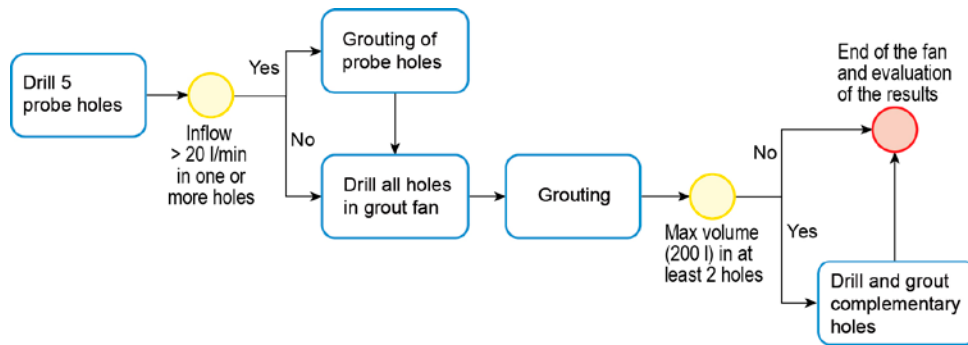 Drill 5
probe holes
Inflow
> 20 l/min
in one or
more holes
Yes
No
Grouting of
probe holes
Drill all holes
in grout fan
Grouting
Max volume
(200 l) in at
least 2 holes
No
Yes
End of the fan
and evaluation
of the results
Drill and grout
complementary
holes